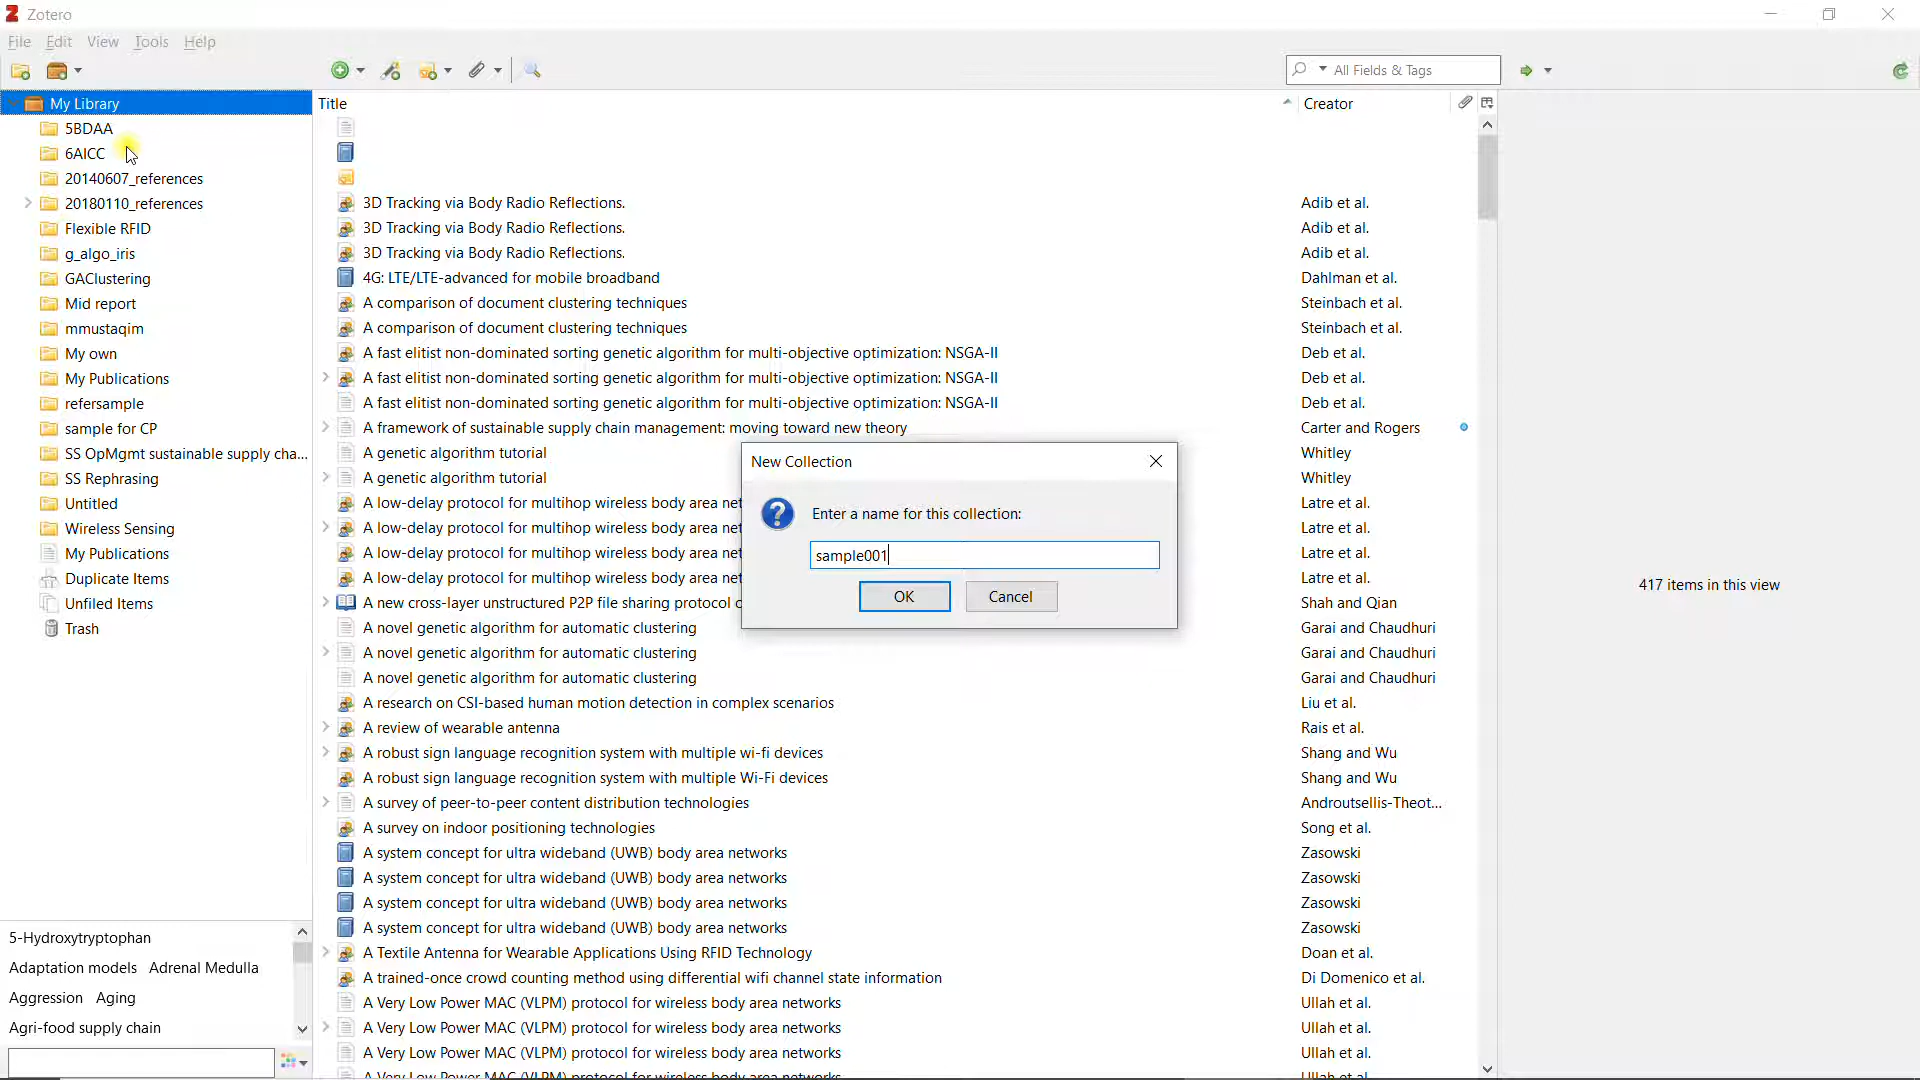 Zotero
File Edit View Tools Help
All Fields & Tags
My Library
5BDAA
6AICC
20140607_references
20180110_references
Flexible RFID
g_algo_iris
GAClustering
Mid report
mmustaqim
My own
My Publications
refersample
sample for CP
SS OpMgmt sustainable supply cha...
SS Rephrasing
Untitled
Wireless Sensing
My Publications
Duplicate Items
Unfiled Items
Trash
5-Hydroxytryptophan
Adaptation models Adrenal Medulla
Aggression Aging
Agri-food supply chain
Title Creator
3D Tracking via Body Radio Reflections. Adib et al.
3D Tracking via Body Radio Reflections. Adib et al.
3D Tracking via Body Radio Reflections. Adib et al.
4G: LTE/LTE-advanced for mobile broadband Dahlman et al.
A comparison of document clustering techniques Steinbach et al.
A comparison of document clustering techniques Steinbach et al.
A fast elitist non-dominated sorting genetic algorithm for multi-objective optimization: NSGA-II Deb et al.
A fast elitist non-dominated sorting genetic algorithm for multi-objective optimization: NSGA-II Deb et al.
A fast elitist non-dominated sorting genetic algorithm for multi-objective optimization: NSGA-II Deb et al.
A framework of sustainable supply chain management: moving toward new theory Carter and Rogers
A genetic algorithm tutorial Whitley
A genetic algorithm tutorial Whitley
A low-delay protocol for multihop wireless body area net Latre et al.
A low-delay protocol for multihop wireless body area net Latre et al.
A low-delay protocol for multihop wireless body area net Latre et al.
A low-delay protocol for multihop wireless body area net Latre et al.
A new cross-layer unstructured P2P file sharing protocol Shah and Qian
A novel genetic algorithm for automatic clustering Garai and Chaudhuri
A novel genetic algorithm for automatic clustering Garai and Chaudhuri
A novel genetic algorithm for automatic clustering Garai and Chaudhuri
A research on CSI-based human motion detection in complex scenarios Liu et al.
A review of wearable antenna Rais et al.
A robust sign language recognition system with multiple wi-fi devices Shang and Wu
A robust sign language recognition system with multiple Wi-Fi devices Shang and Wu
A survey of peer-to-peer content distribution technologies Androutsellis-Theot...
A survey on indoor positioning technologies Song et al.
A system concept for ultra wideband (UWB) body area networks Zasowski
A system concept for ultra wideband (UWB) body area networks Zasowski
A system concept for ultra wideband (UWB) body area networks Zasowski
A system concept for ultra wideband (UWB) body area networks Zasowski
A Textile Antenna for Wearable Applications Using RFID Technology Doan et al.
A trained-once crowd counting method using differential wifi channel state information Di Domenico et al.
A Very Low Power MAC (VLPM) protocol for wireless body area networks Ullah et al.
A Very Low Power MAC (VLPM) protocol for wireless body area networks Ullah et al.
A Very Low Power MAC (VLPM) protocol for wireless body area networks Ullah et al.
A Very Low Power MAC (VLPM) protocol for wireless body area networks Ullah et al.
New Collection
Enter a name for this collection:
sample001
OK Cancel
417 items in this view